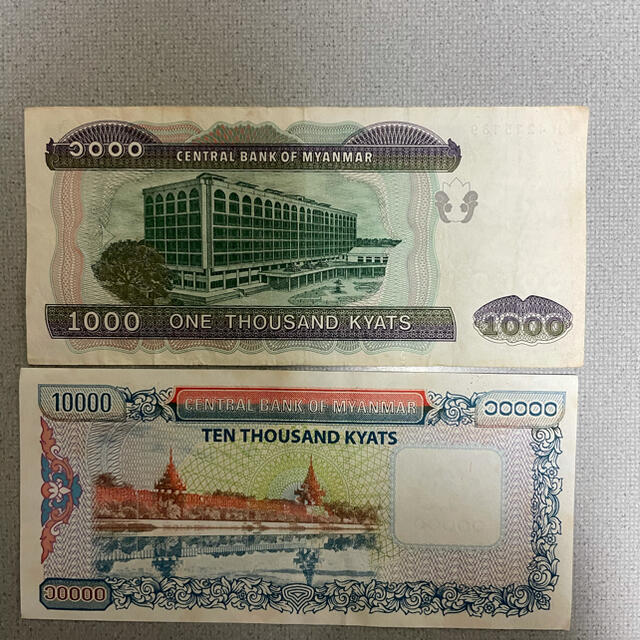 ၁၀၀၀
CENTRAL BANK OF MYANMAR
1000 ONE THOUSAND KYATS
1000
10000
CENTRAL BANK OF MYANMAR
၁၀၀၀၀
TEN THOUSAND KYATS
၁၀၀၀၀